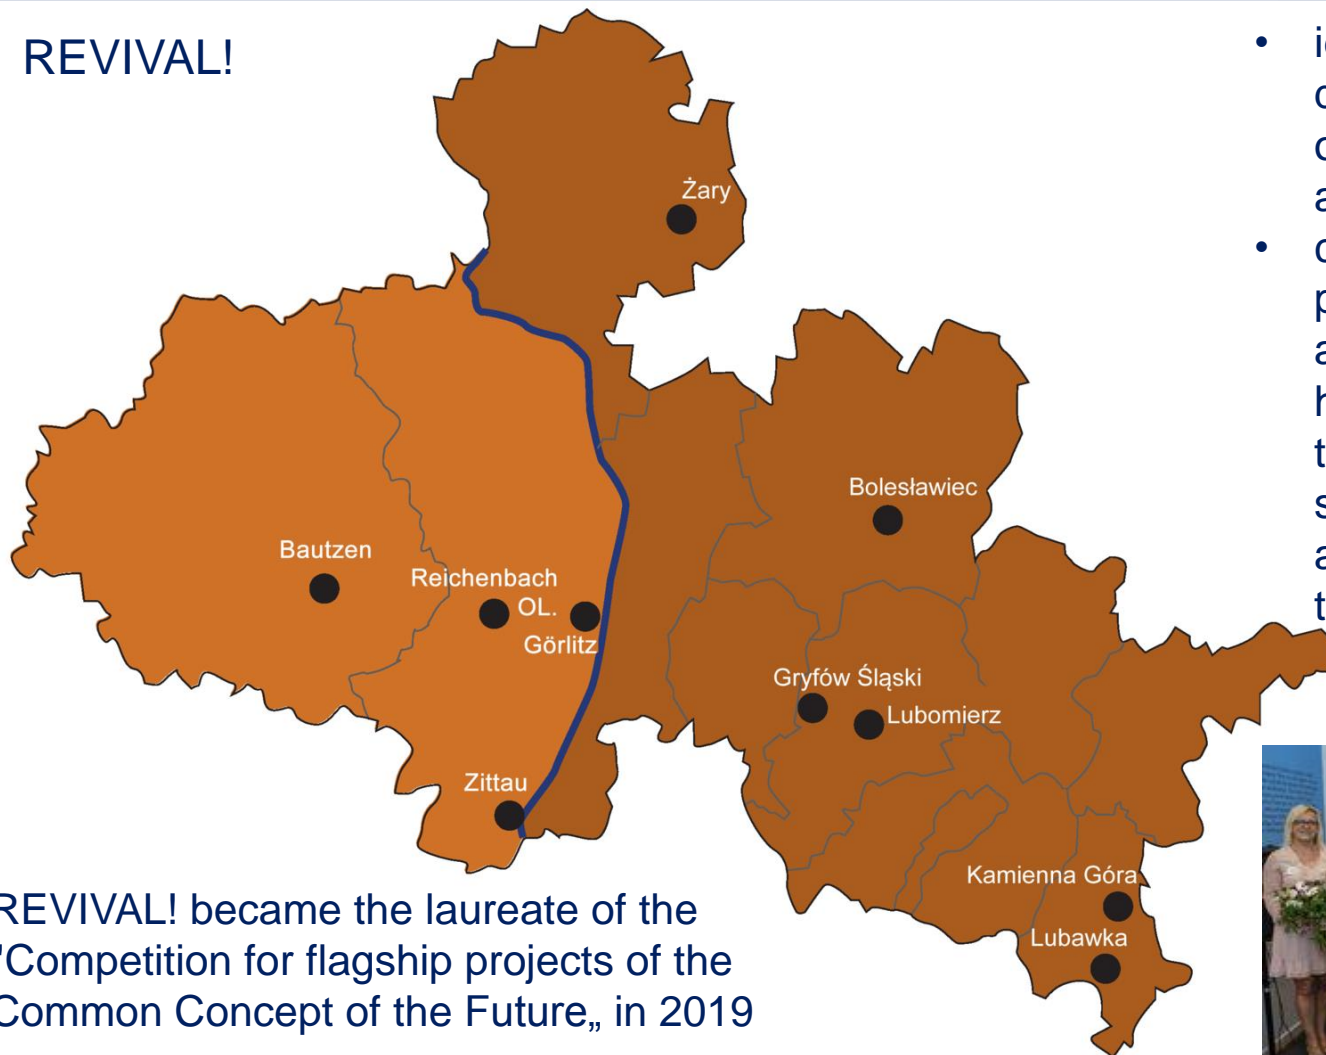 REVIVAL!
Żary
Bolesławiec
Bautzen
Reichenbach
OL.
Görlitz
Gryfów Śląski
Lubomierz
Zittau
Kamienna Góra
Lubawka
REVIVAL! became the laureate of the
"Competition for flagship projects of the
Common Concept of the Future„ in 2019